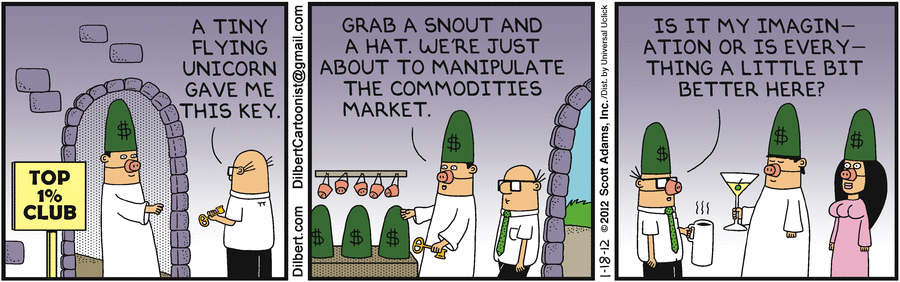 A TINY
FLYING
UNICORN
GAVE ME
THIS KEY.
$
TOP
1%
CLUB
Dilbert.com DilbertCartoonist@gmail.com
GRAB A SNOUT AND
A HAT. WE'RE JUST
ABOUT TO MANIPULATE
THE COMMODITIES
MARKET.
$
$ $ $
1-18-12 © 2012 Scott Adams, Inc. /Dist. by Universal Uclick
IS IT MY IMAGIN-
ATION OR IS EVERY-
THING A LITTLE BIT
BETTER HERE?
$ $ $